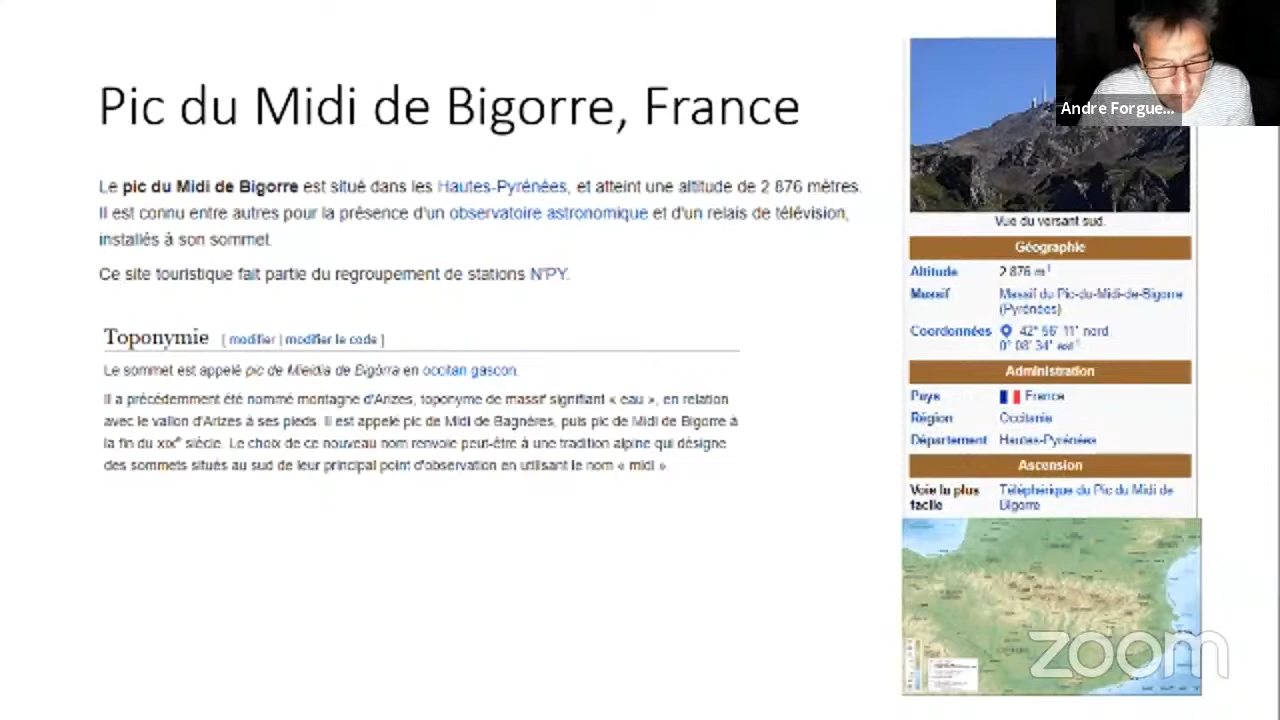 Pic du Midi de Bigorre, France
Le pic du Midi de Bigorre est situé dans les Hautes-Pyrénées, et atteint une altitude de 2 876 mètres.
Il est connu entre autres pour la présence d'un observatoire astronomique et d'un relais de télévision,
installés à son sommet.
Ce site touristique fait partie du regroupement de stations N'PY.
Toponymie [ modifier | modifier le code ]
Le sommet est appelé pic de Mieidia de Bigòrra en occitan gascon.
Il a précédemment été nommé montagne d'Arizes, toponyme de massif signifiant « eau », en relation
avec le vallon d'Arizes à ses pieds. Il est appelé pic de Midi de Bagnères, puis pic de Midi de Bigorre à
la fin du XIXe siècle. Le choix de ce nouveau nom renvoie peut-être à une tradition alpine qui désigne
des sommets situés au sud de leur principal point d'observation en utilisant le nom « midi ».
Andre Forgue...
Vue du versant sud.
Géographie
Altitude 2 876 m1
Massif Massif du Pic-du-Midi-de-Bigorre
(Pyrénées)
Coordonnées 42° 56′ 11″ nord,
0° 08′ 34″ est1
Administration
Pays France
Région Occitanie
Département Hautes-Pyrénées
Ascension
Voie la plus Téléphérique du Pic du Midi de
facile Bigorre
zoom